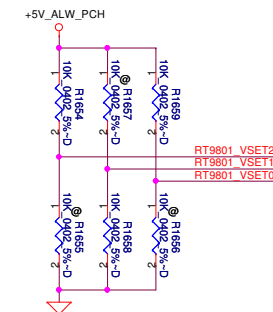 +5V_ALW_PCH
1
10K_0402_5%~D
R1654
2
1
10K_0402_5%~D
@
R1657
2
1
10K_0402_5%~D
R1659
2
RT9801_VSET2
RT9801_VSET1
RT9801_VSET0
1
10K_0402_5%~D
@
R1655
2
1
10K_0402_5%~D
R1658
2
1
10K_0402_5%~D
@
R1656
2